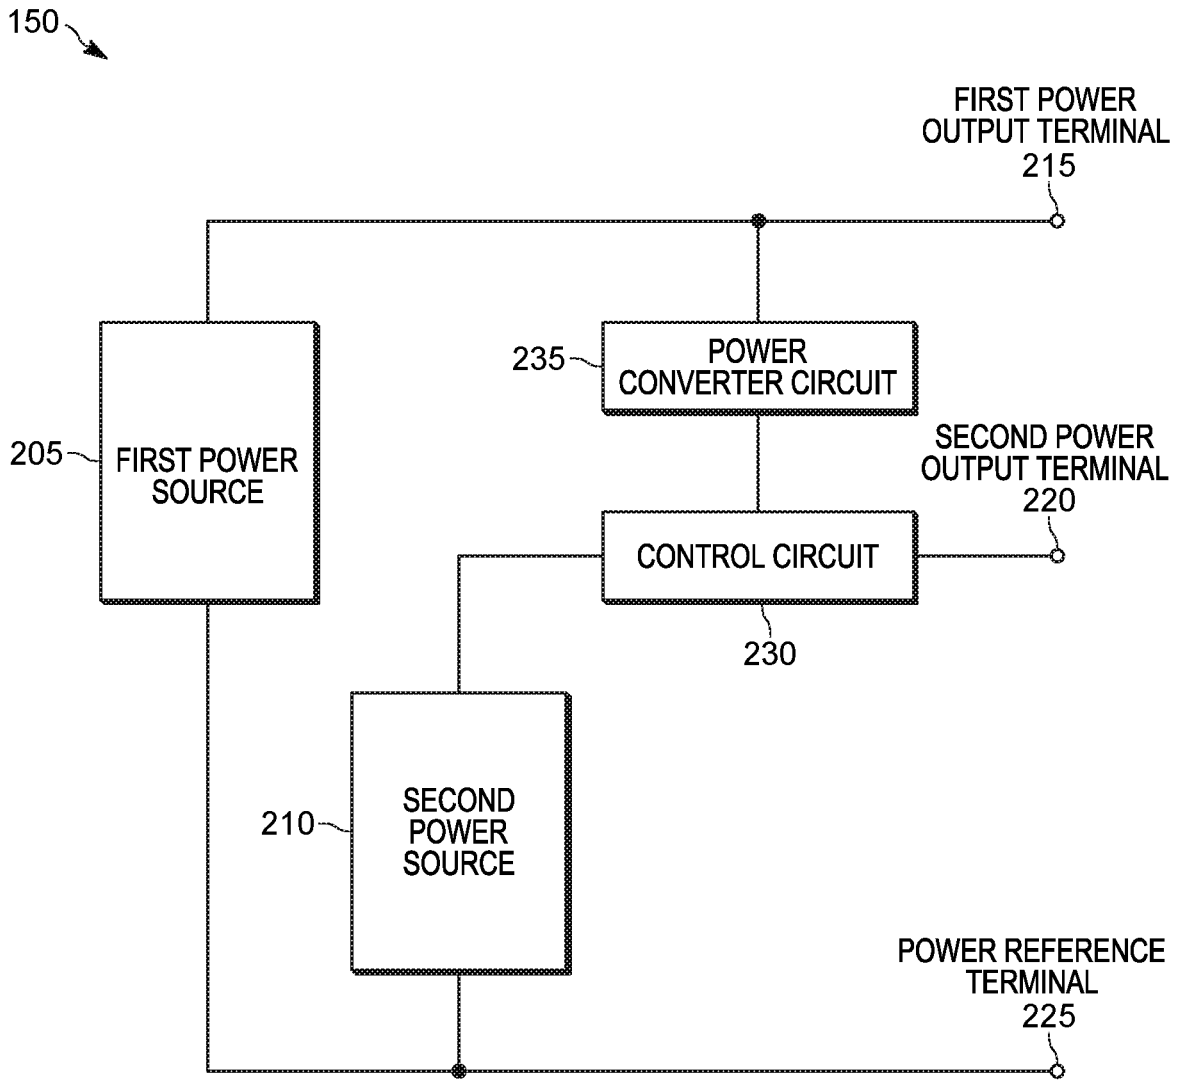 150
FIRST POWER
OUTPUT TERMINAL
215
235
POWER
CONVERTER CIRCUIT
205
FIRST POWER
SOURCE
SECOND POWER
OUTPUT TERMINAL
220
CONTROL CIRCUIT
230
210
SECOND
POWER
SOURCE
POWER REFERENCE
TERMINAL
225